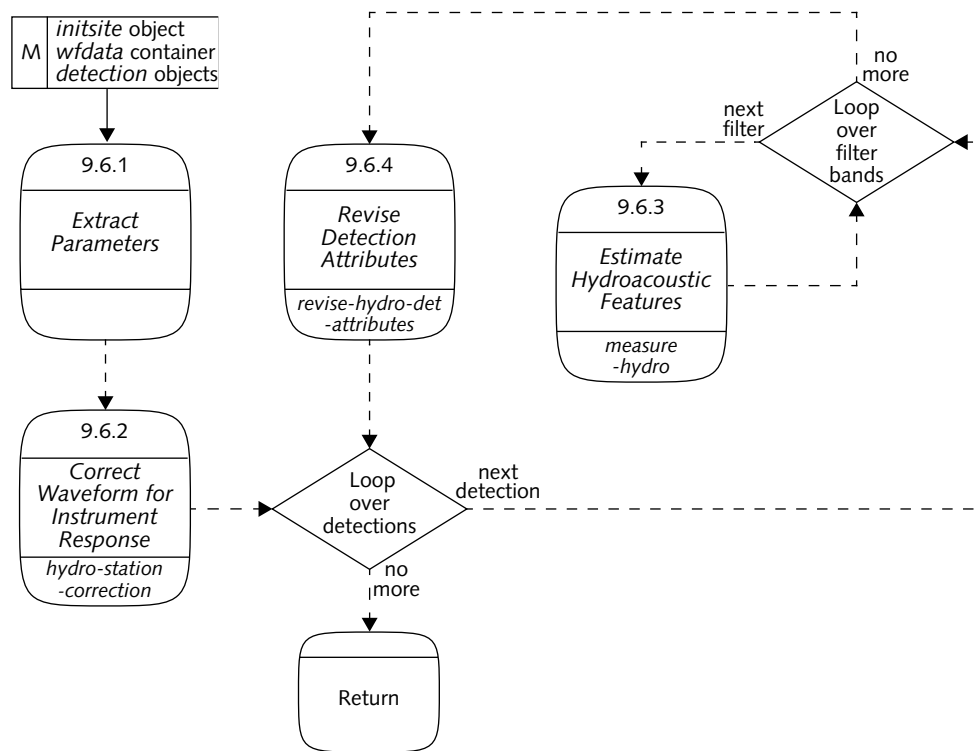 M
initsite object
wfdata container
detection objects
9.6.1
Extract
Parameters
9.6.2
Correct
Waveform for
Instrument
Response
hydro-station
-correction
9.6.4
Revise
Detection
Attributes
revise-hydro-det
-attributes
Loop
over
detections
next
detection
no
more
Return
no
more
next
filter
Loop
over
filter
bands
9.6.3
Estimate
Hydroacoustic
Features
measure
-hydro